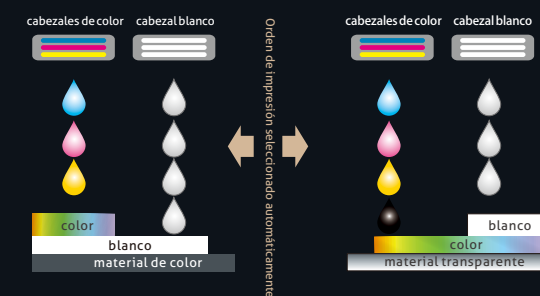 cabezales de color
cabezal blanco
color
blanco
material de color
Orden de impresión seleccionado automáticamente
cabezales de color
cabezal blanco
blanco
color
material transparente